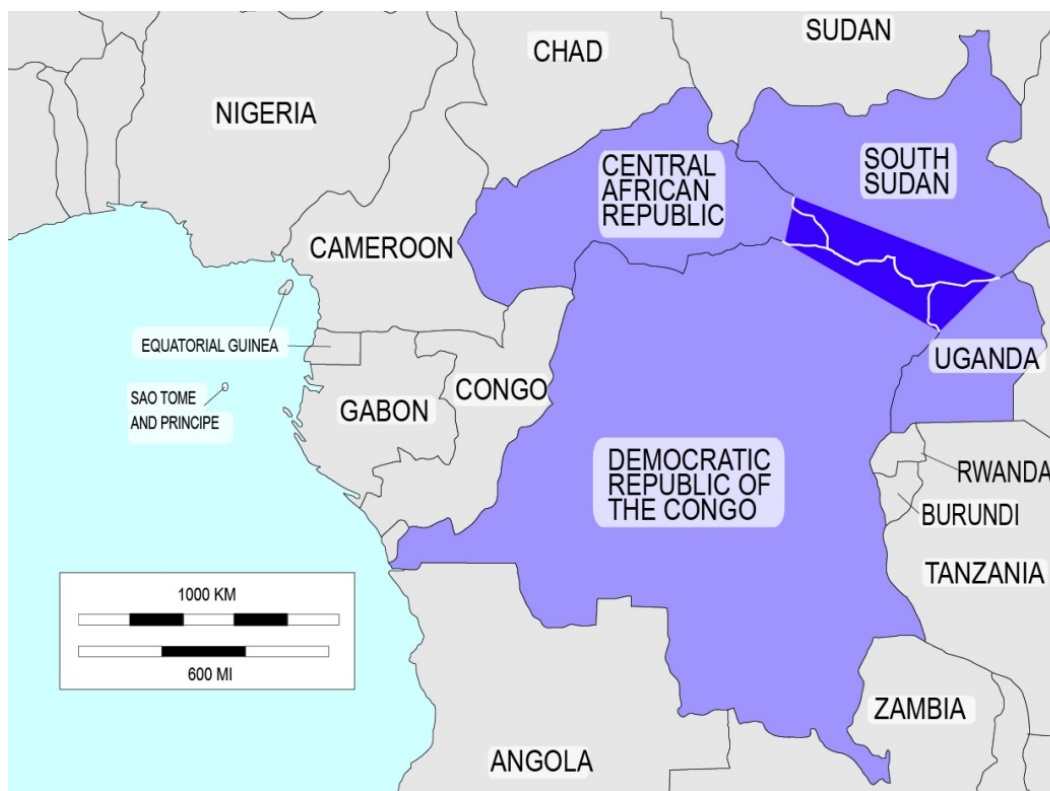 SUDAN
CHAD
NIGERIA
CENTRAL
AFRICAN
REPUBLIC
SOUTH
SUDAN
CAMEROON
EQUATORIAL GUINEA
UGANDA
SAO TOME
AND PRINCIPE
GABON
CONGO
DEMOCRATIC
REPUBLIC OF
THE CONGO
RWANDA
BURUNDI
TANZANIA
1000 KM
600 MI
ZAMBIA
ANGOLA